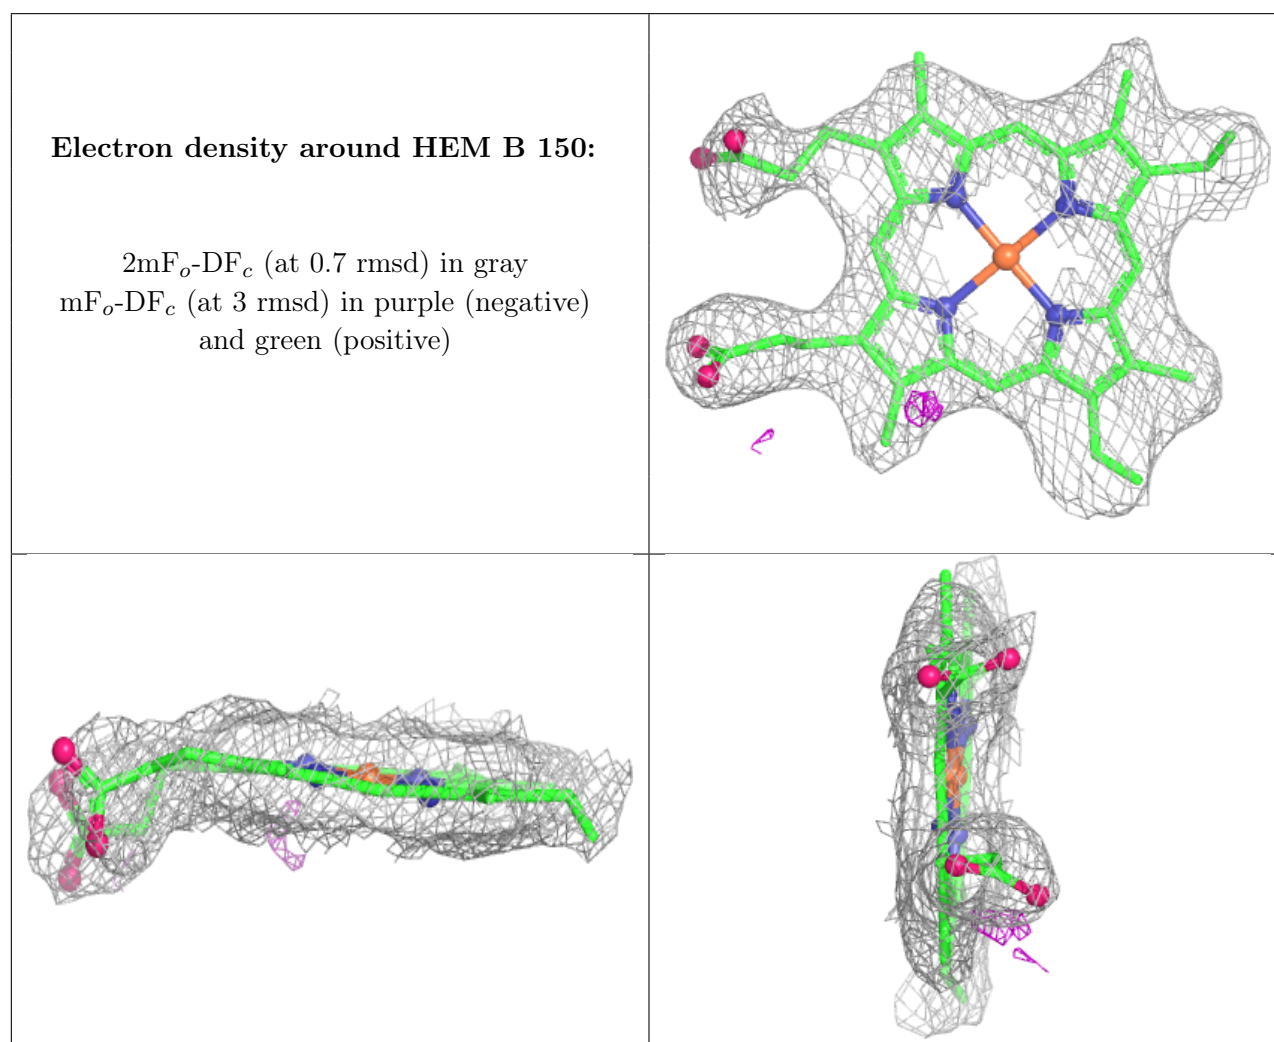 Electron density around HEM B 150:
2mFₒ-DF𝑐 (at 0.7 rmsd) in gray
mFₒ-DF𝑐 (at 3 rmsd) in purple (negative)
and green (positive)